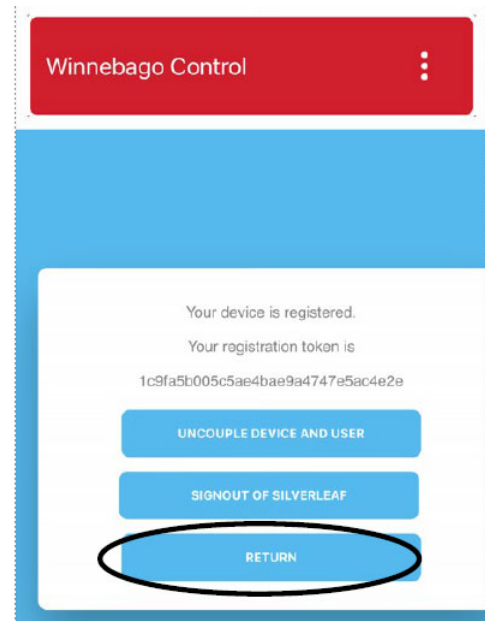 Winnebago Control
Your device is registered.
Your registration token is
1c9fa5b005c5ae4bae9a4747e5ac4e2e
UNCOUPLE DEVICE AND USER
SIGNOUT OF SILVERLEAF
RETURN